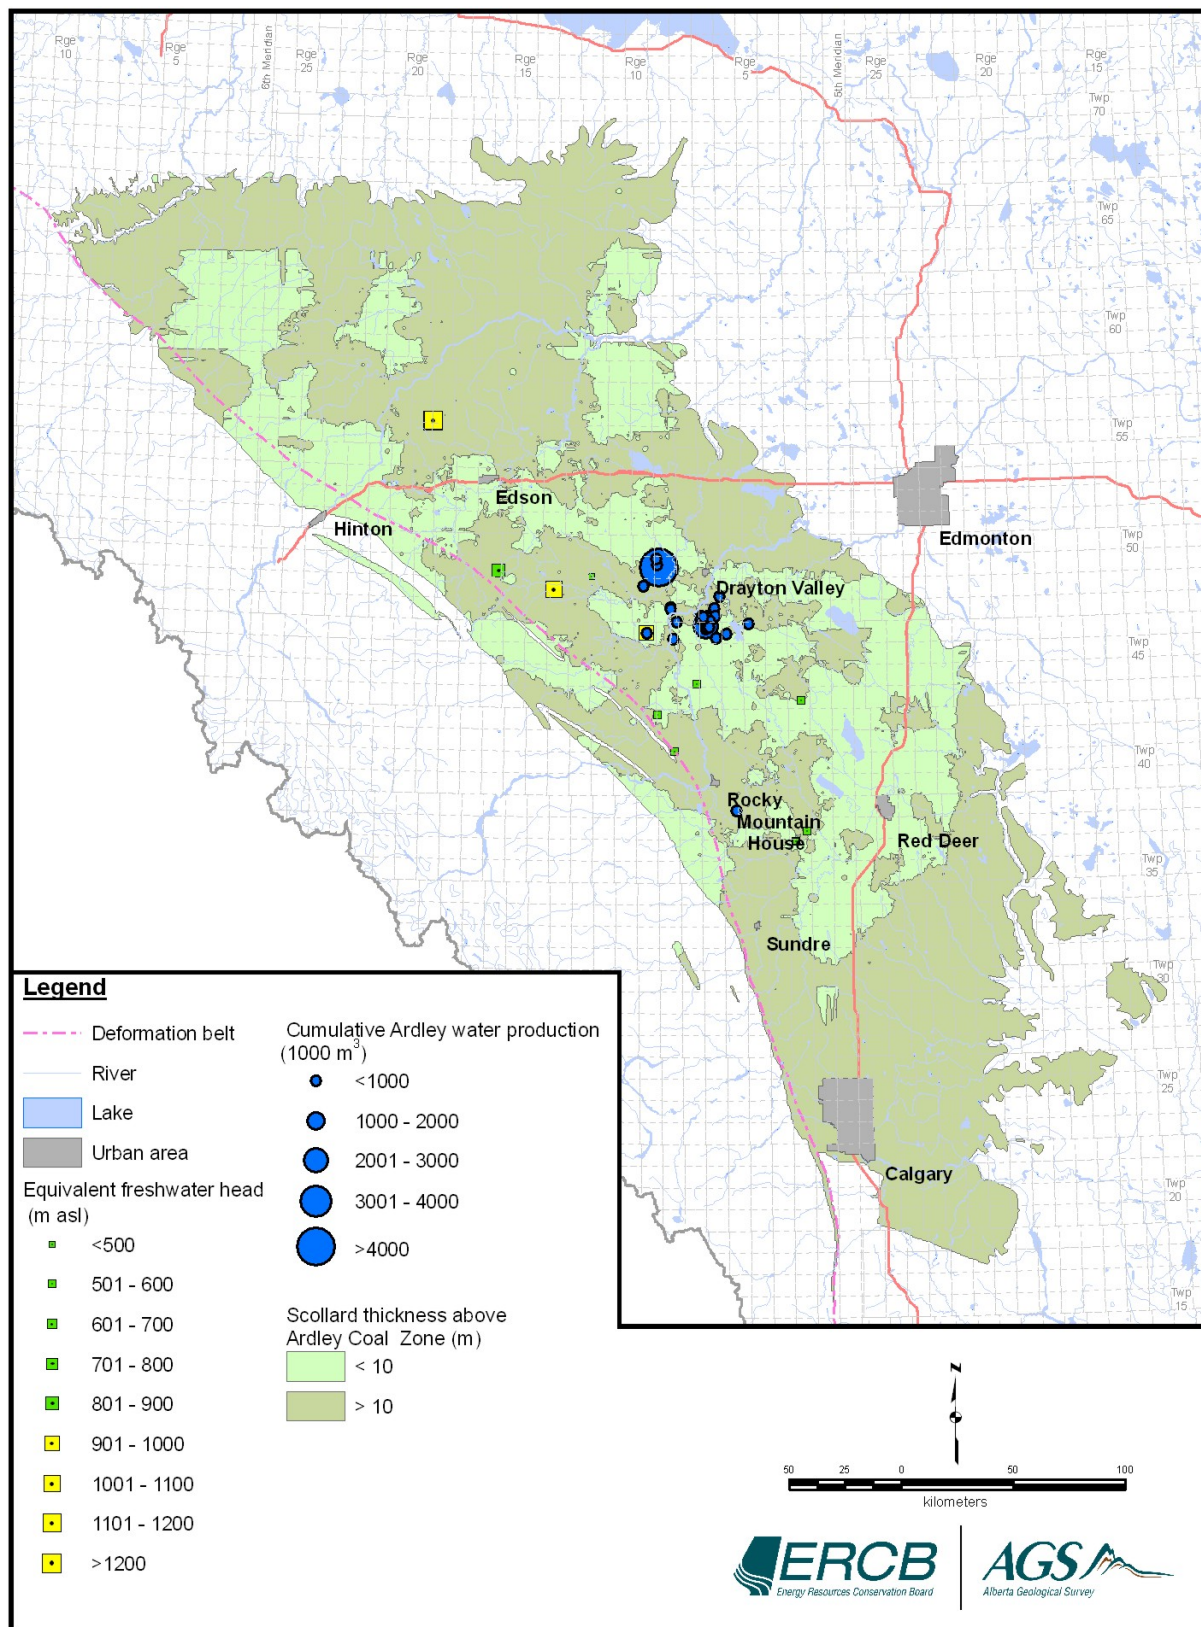 Rge
10
Rge
5
6th Meridian
Rge
25
Rge
20
Rge
15
Rge
10
Rge
5
5th Meridian
Rge
25
Rge
20
Rge
15
Twp
70
Twp
65
Twp
60
Twp
55
Edson
Hinton
Edmonton
Twp
50
Drayton Valley
Twp
45
Twp
40
Rocky
Mountain
House
Red Deer
Twp
35
Sundre
Twp
30
Twp
25
Calgary
Twp
20
Twp
15
Legend
Deformation belt
River
Lake
Urban area
Equivalent freshwater head
(m asl)
<500
501 - 600
601 - 700
701 - 800
801 - 900
901 - 1000
1001 - 1100
1101 - 1200
>1200
Cumulative Ardley water production
(1000 m³)
<1000
1000 - 2000
2001 - 3000
3001 - 4000
>4000
Scollard thickness above
Ardley Coal Zone (m)
< 10
> 10
N
50 25 0 50 100
kilometers
ERCB
Energy Resources Conservation Board
AGS
Alberta Geological Survey